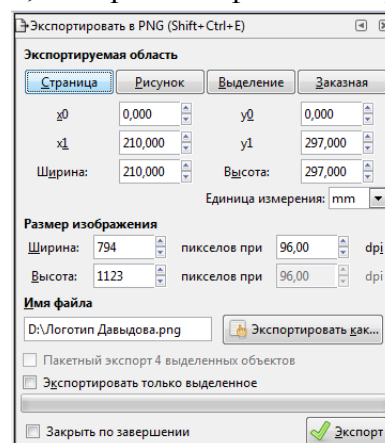 Экспортировать в PNG (Shift+Ctrl+E)
Экспортируемая область
Страница Рисунок Выделение Заказная
x0 0,000 y0 0,000
x1 210,000 y1 297,000
Ширина: 210,000 Высота: 297,000
Единица измерения: mm
Размер изображения
Ширина: 794 пикселов при 96,00 dpi
Высота: 1123 пикселов при 96,00 dpi
Имя файла
D:\Логотип Давыдова.png Экспортировать как...
Пакетный экспорт 4 выделенных объектов
Экспортировать только выделенное
Закрыть по завершении Экспорт